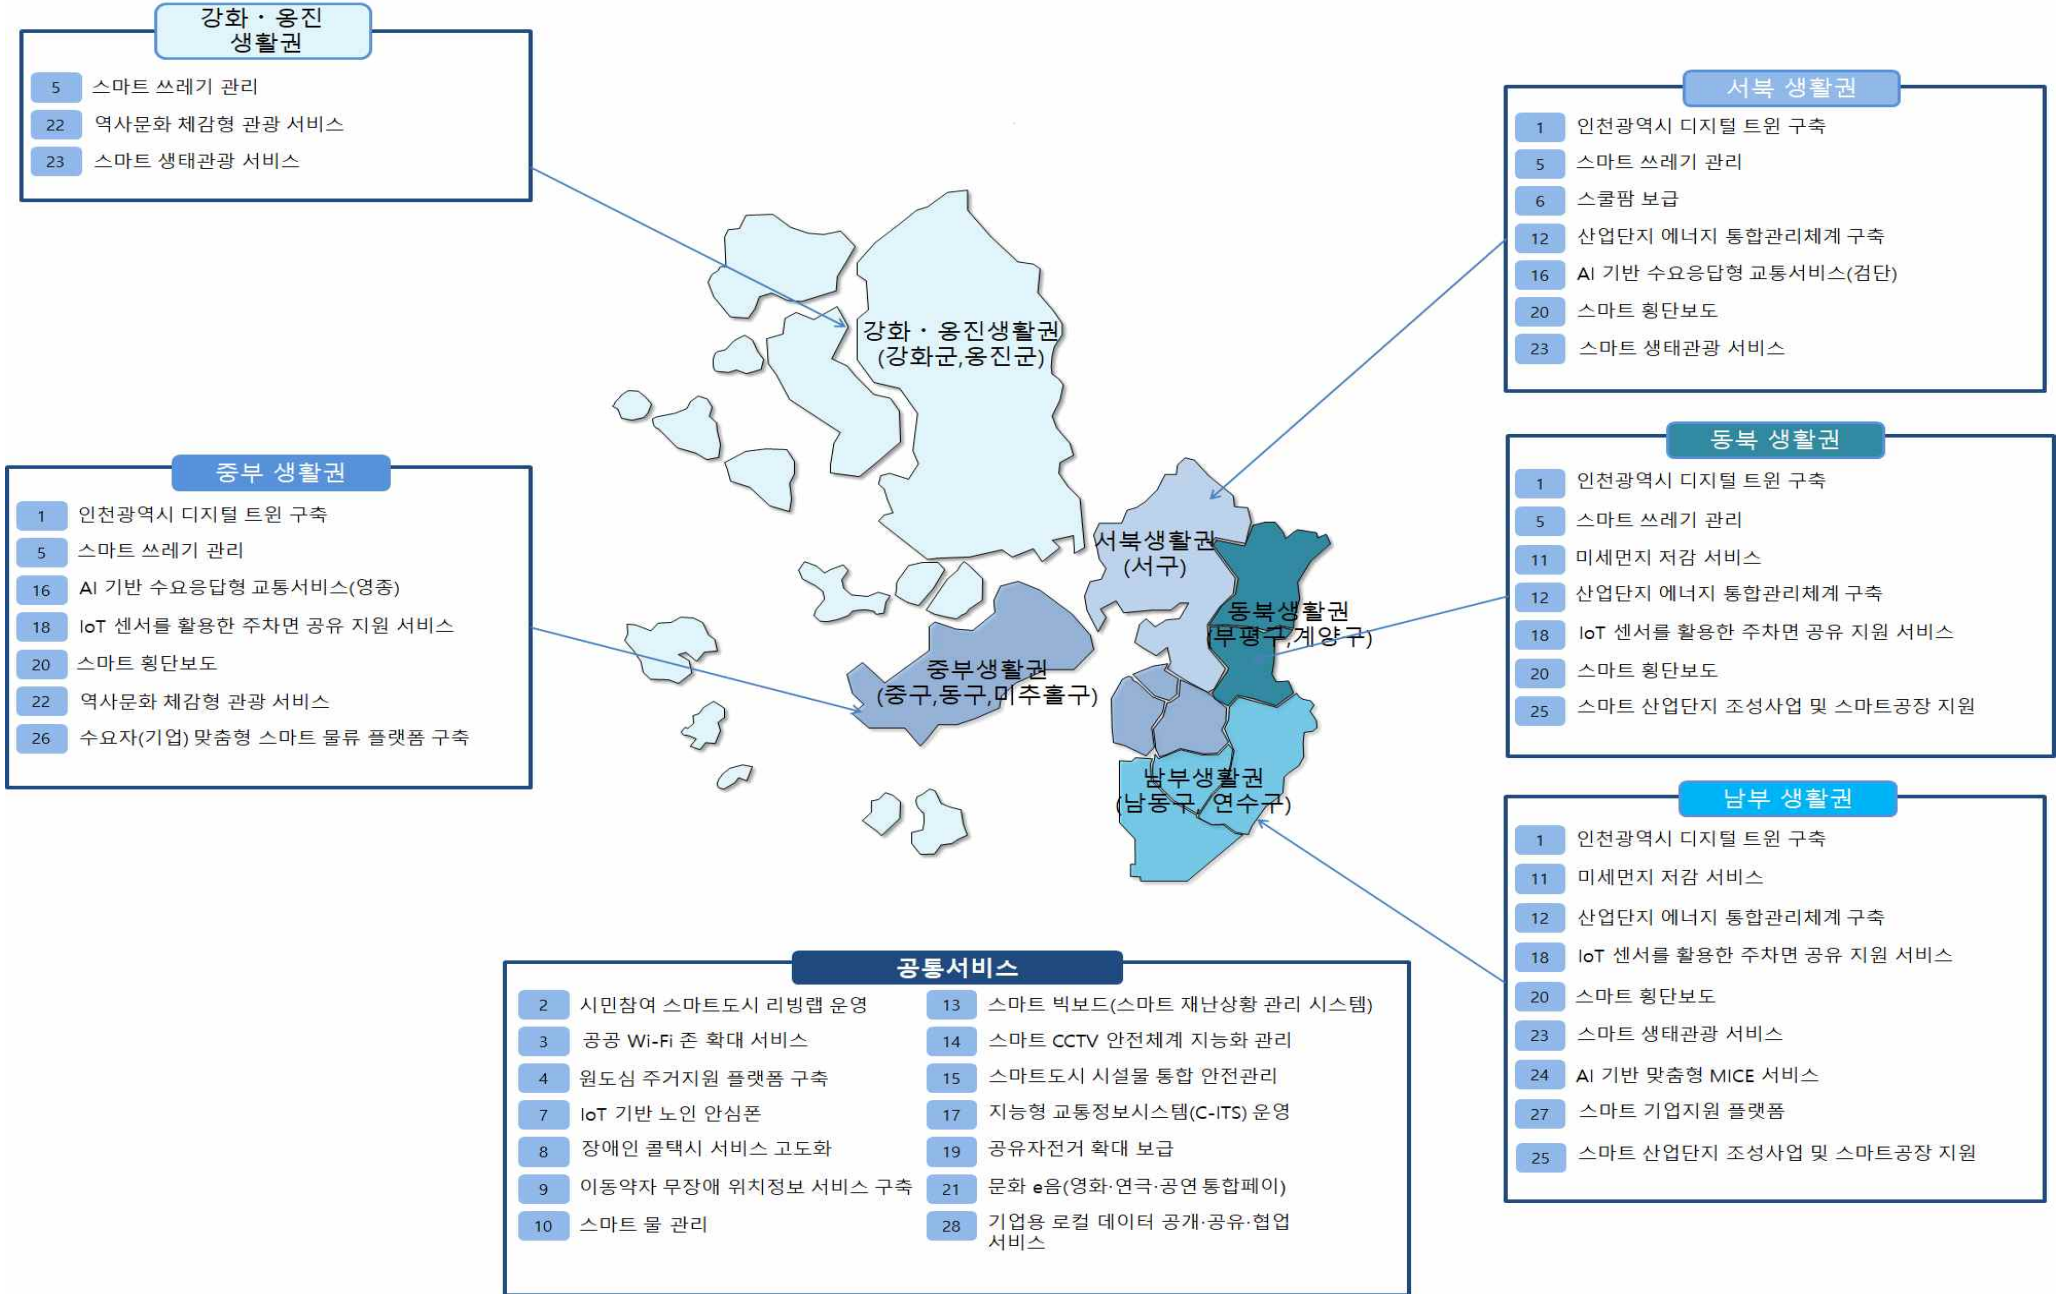 강화・옹진
생활권
5 스마트 쓰레기 관리
22 역사문화 체감형 관광 서비스
23 스마트 생태관광 서비스
서북 생활권
1 인천광역시 디지털 트윈 구축
5 스마트 쓰레기 관리
6 스쿨팜 보급
12 산업단지 에너지 통합관리체계 구축
16 AI 기반 수요응답형 교통서비스(검단)
20 스마트 횡단보도
23 스마트 생태관광 서비스
강화・옹진생활권
(강화군,옹진군)
중부 생활권
1 인천광역시 디지털 트윈 구축
5 스마트 쓰레기 관리
16 AI 기반 수요응답형 교통서비스(영종)
18 IoT 센서를 활용한 주차면 공유 지원 서비스
20 스마트 횡단보도
22 역사문화 체감형 관광 서비스
26 수요자(기업) 맞춤형 스마트 물류 플랫폼 구축
서북생활권
(서구)
동북생활권
(부평구,계양구)
중부생활권
(중구,동구,미추홀구)
남부생활권
(남동구, 연수구)
동북 생활권
1 인천광역시 디지털 트윈 구축
5 스마트 쓰레기 관리
11 미세먼지 저감 서비스
12 산업단지 에너지 통합관리체계 구축
18 IoT 센서를 활용한 주차면 공유 지원 서비스
20 스마트 횡단보도
25 스마트 산업단지 조성사업 및 스마트공장 지원
남부 생활권
1 인천광역시 디지털 트윈 구축
11 미세먼지 저감 서비스
12 산업단지 에너지 통합관리체계 구축
18 IoT 센서를 활용한 주차면 공유 지원 서비스
20 스마트 횡단보도
23 스마트 생태관광 서비스
24 AI 기반 맞춤형 MICE 서비스
27 스마트 기업지원 플랫폼
25 스마트 산업단지 조성사업 및 스마트공장 지원
공통서비스
2 시민참여 스마트도시 리빙랩 운영
3 공공 Wi-Fi 존 확대 서비스
4 원도심 주거지원 플랫폼 구축
7 IoT 기반 노인 안심폰
8 장애인 콜택시 서비스 고도화
9 이동약자 무장애 위치정보 서비스 구축
10 스마트 물 관리
13 스마트 빅보드(스마트 재난상황 관리 시스템)
14 스마트 CCTV 안전체계 지능화 관리
15 스마트도시 시설물 통합 안전관리
17 지능형 교통정보시스템(C-ITS) 운영
19 공유자전거 확대 보급
21 문화 e음(영화·연극·공연 통합페이)
28 기업용 로컬 데이터 공개·공유·협업
서비스